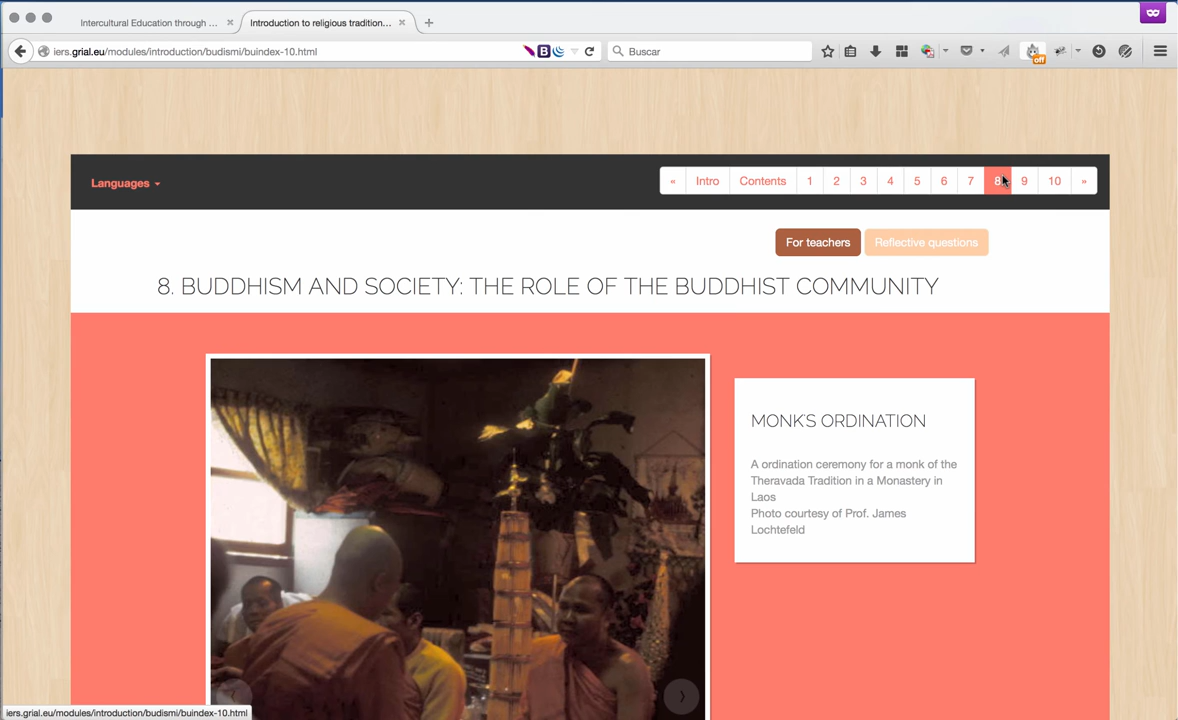 Intercultural Education through ...
Introduction to religious tradition...
iers.grial.eu/modules/introduction/budismi/buindex-10.html
B
Buscar
off
Languages
« Intro Contents 1 2 3 4 5 6 7 8 9 10 »
For teachers Reflective questions
8. BUDDHISM AND SOCIETY: THE ROLE OF THE BUDDHIST COMMUNITY
MONK'S ORDINATION
A ordination ceremony for a monk of the
Theravada Tradition in a Monastery in
Laos
Photo courtesy of Prof. James
Lochtefeld
iers.grial.eu/modules/introduction/budismi/buindex-10.html